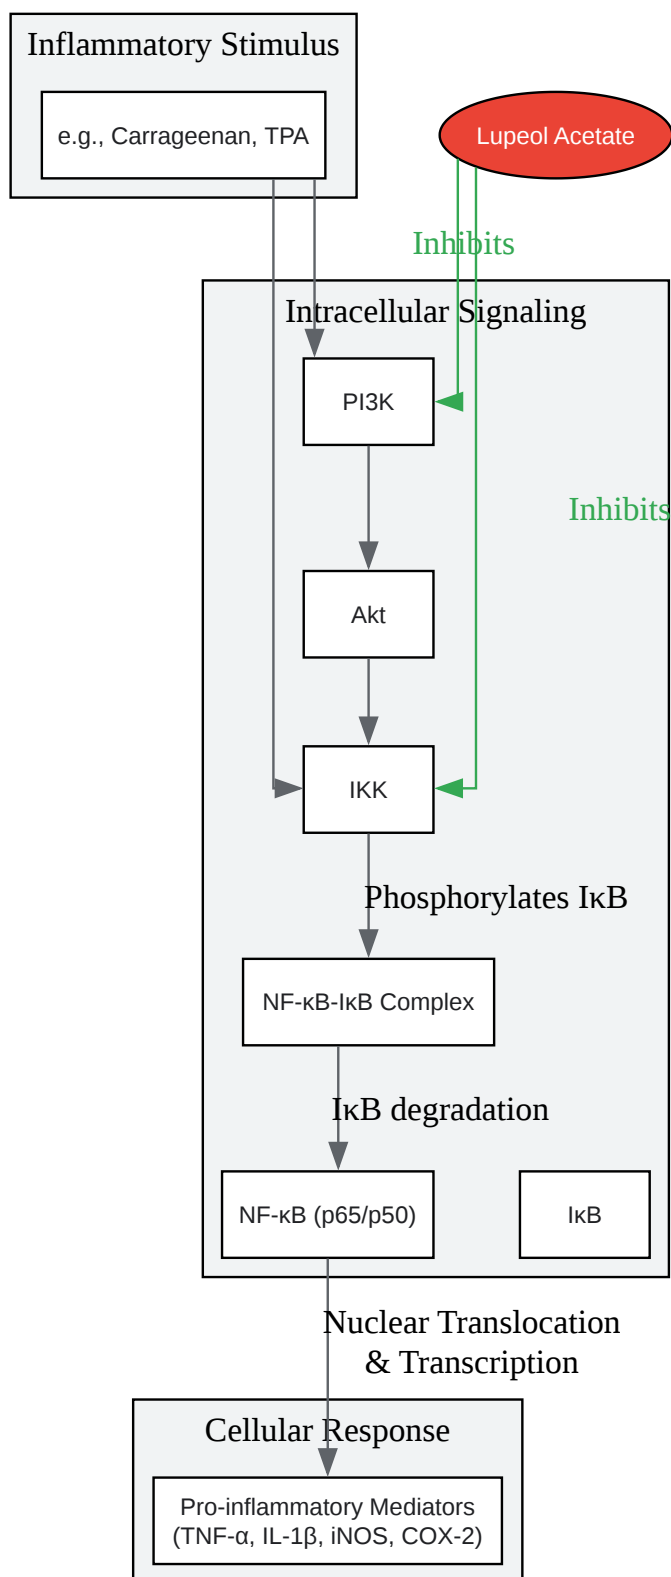 Inflammatory Stimulus
e.g., Carrageenan, TPA
Lupeol Acetate
Inhibits
Intracellular Signaling
PI3K
Inhibits
Akt
IKK
Phosphorylates IκB
NF-κB-IκB Complex
IκB degradation
NF-κB (p65/p50)
IκB
Nuclear Translocation
& Transcription
Cellular Response
Pro-inflammatory Mediators
(TNF-α, IL-1β, iNOS, COX-2)